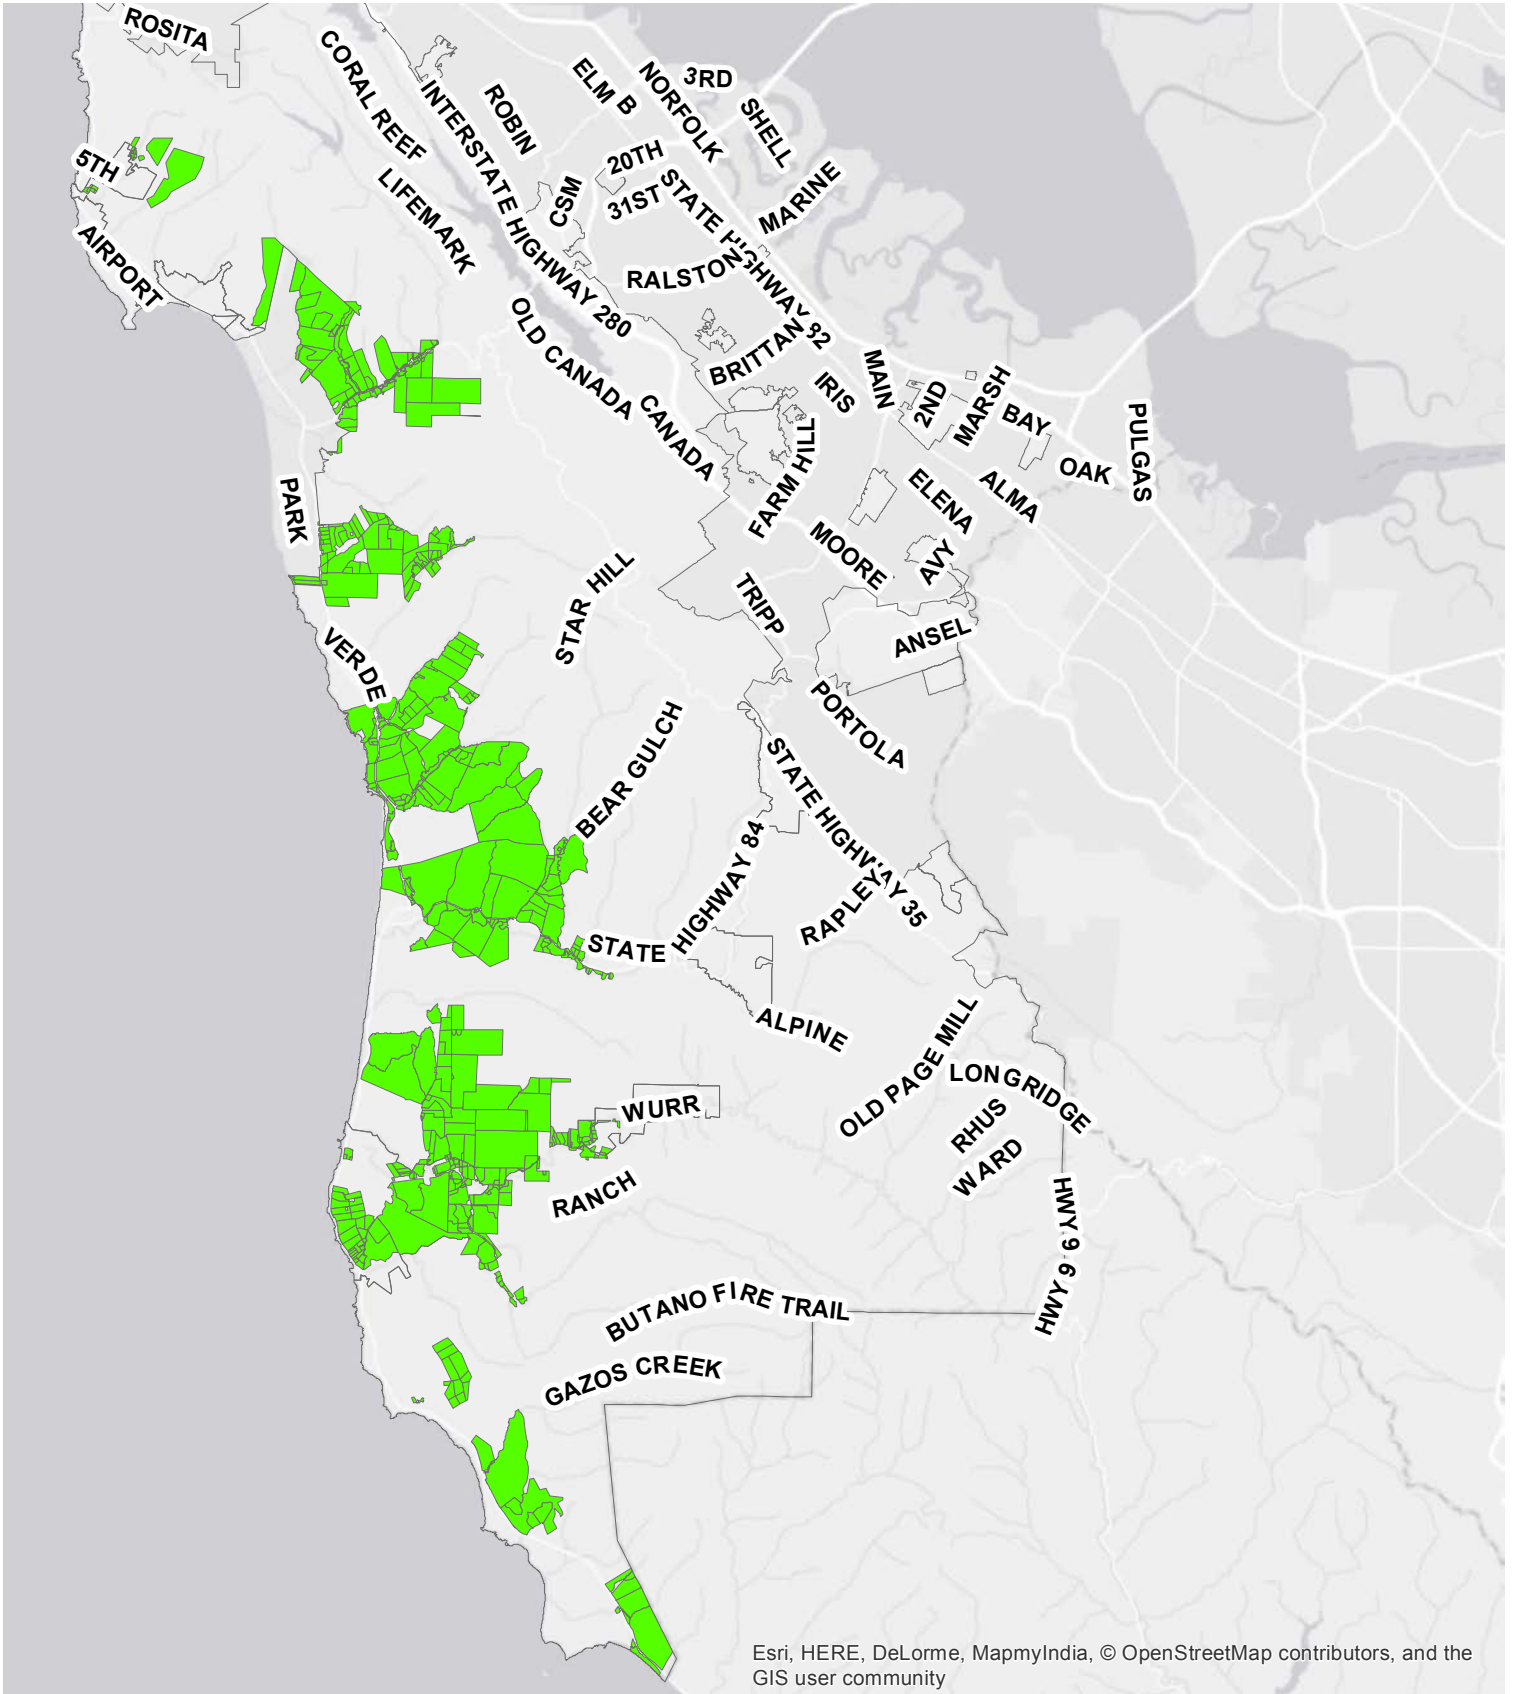 ROSITA
CORAL REEF
INTERSTATE HIGHWAY 280
ROBIN
ELM B
NORFOLK
3RD
SHELL
5TH
20TH
31ST
CSM
STATE HIGHWAY 82
MARINE
LIFEMARK
AIRPORT
RALSTON
OLD CANADA
BRITTAN
IRIS
MAIN
2ND
MARSH
BAY
PULGAS
CANADA
FARM HILL
OAK
ALMA
ELENA
PARK
MOORE
AVY
STAR HILL
TRIPP
ANSEL
VERDE
PORTOLA
BEAR GULCH
STATE HIGHWAY 35
STATE HIGHWAY 84
RAPLEY
ALPINE
OLD PAGE MILL
LONGRIDGE
WURR
RHUS
WARD
RANCH
HWY 9
HWY 9
BUTANO FIRE TRAIL
GAZOS CREEK
Esri, HERE, DeLorme, MapmyIndia, © OpenStreetMap contributors, and the
GIS user community